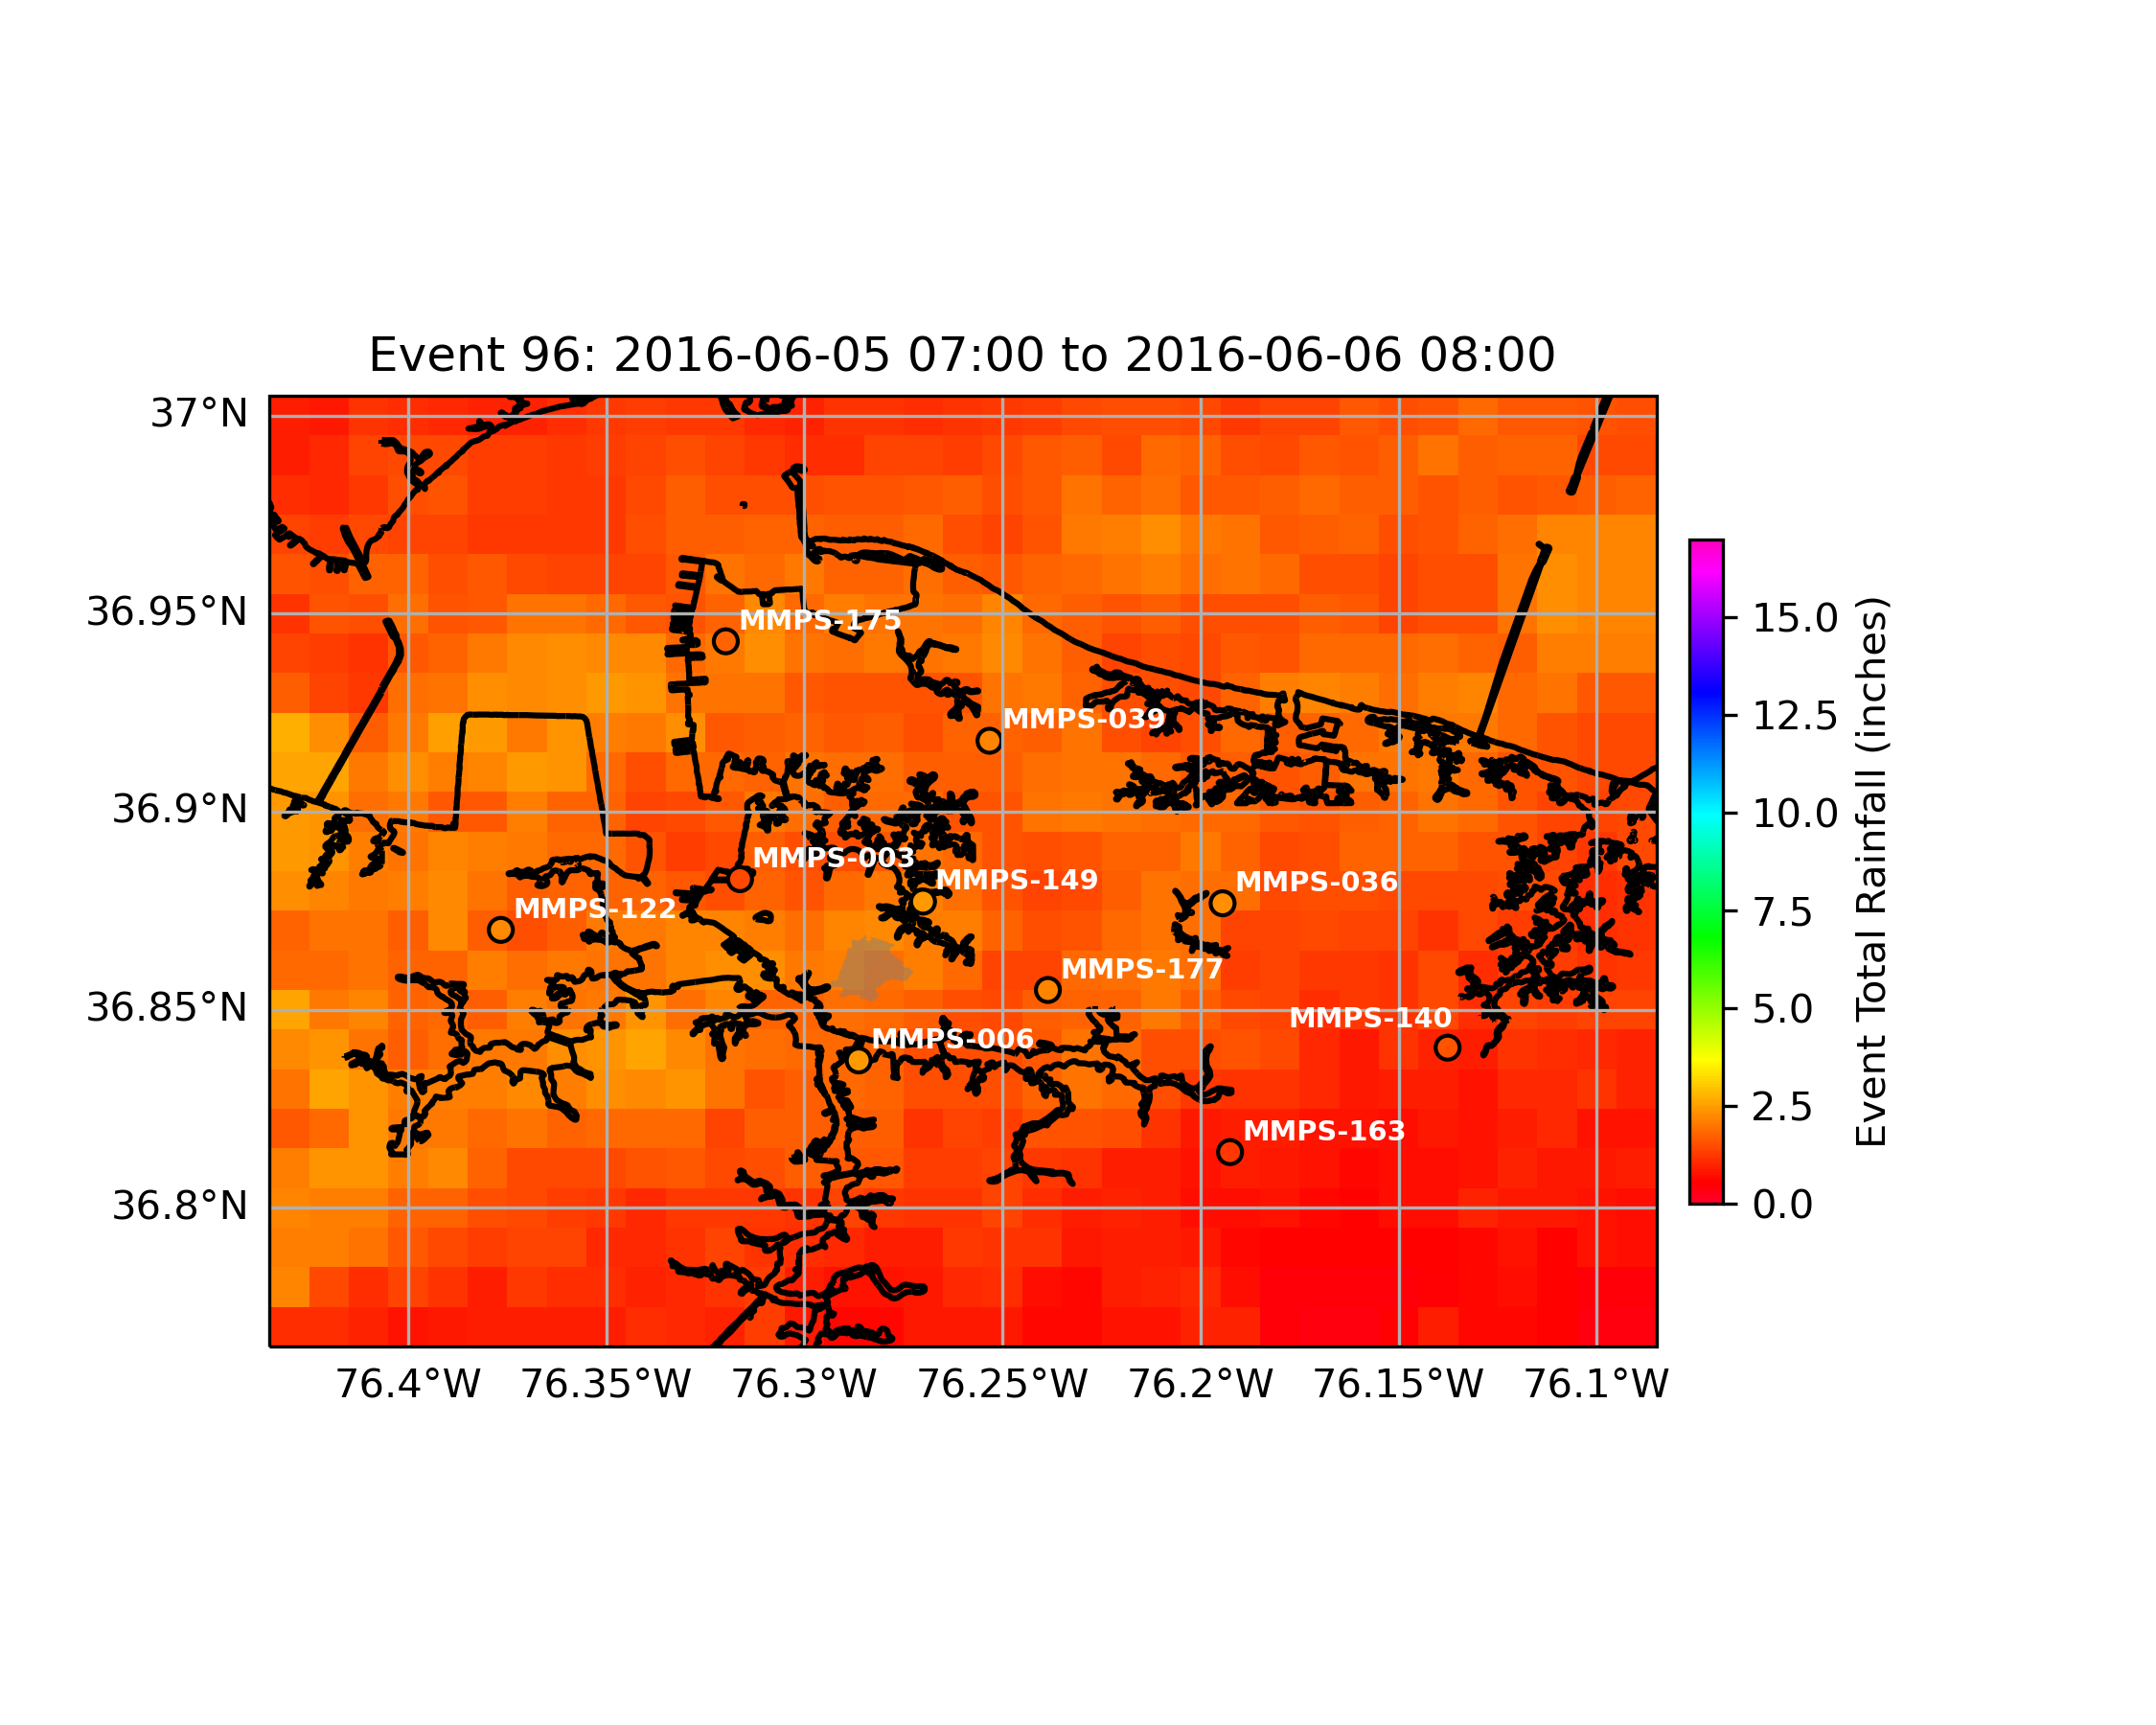 Event 96: 2016-06-05 07:00 to 2016-06-06 08:00
37°N
36.95°N
36.9°N
36.85°N
36.8°N
MMPS-175
MMPS-039
MMPS-003
MMPS-149
MMPS-036
MMPS-122
MMPS-177
MMPS-140
MMPS-006
MMPS-163
76.4°W
76.35°W
76.3°W
76.25°W
76.2°W
76.15°W
76.1°W
15.0
12.5
10.0
7.5
5.0
2.5
0.0
Event Total Rainfall (inches)